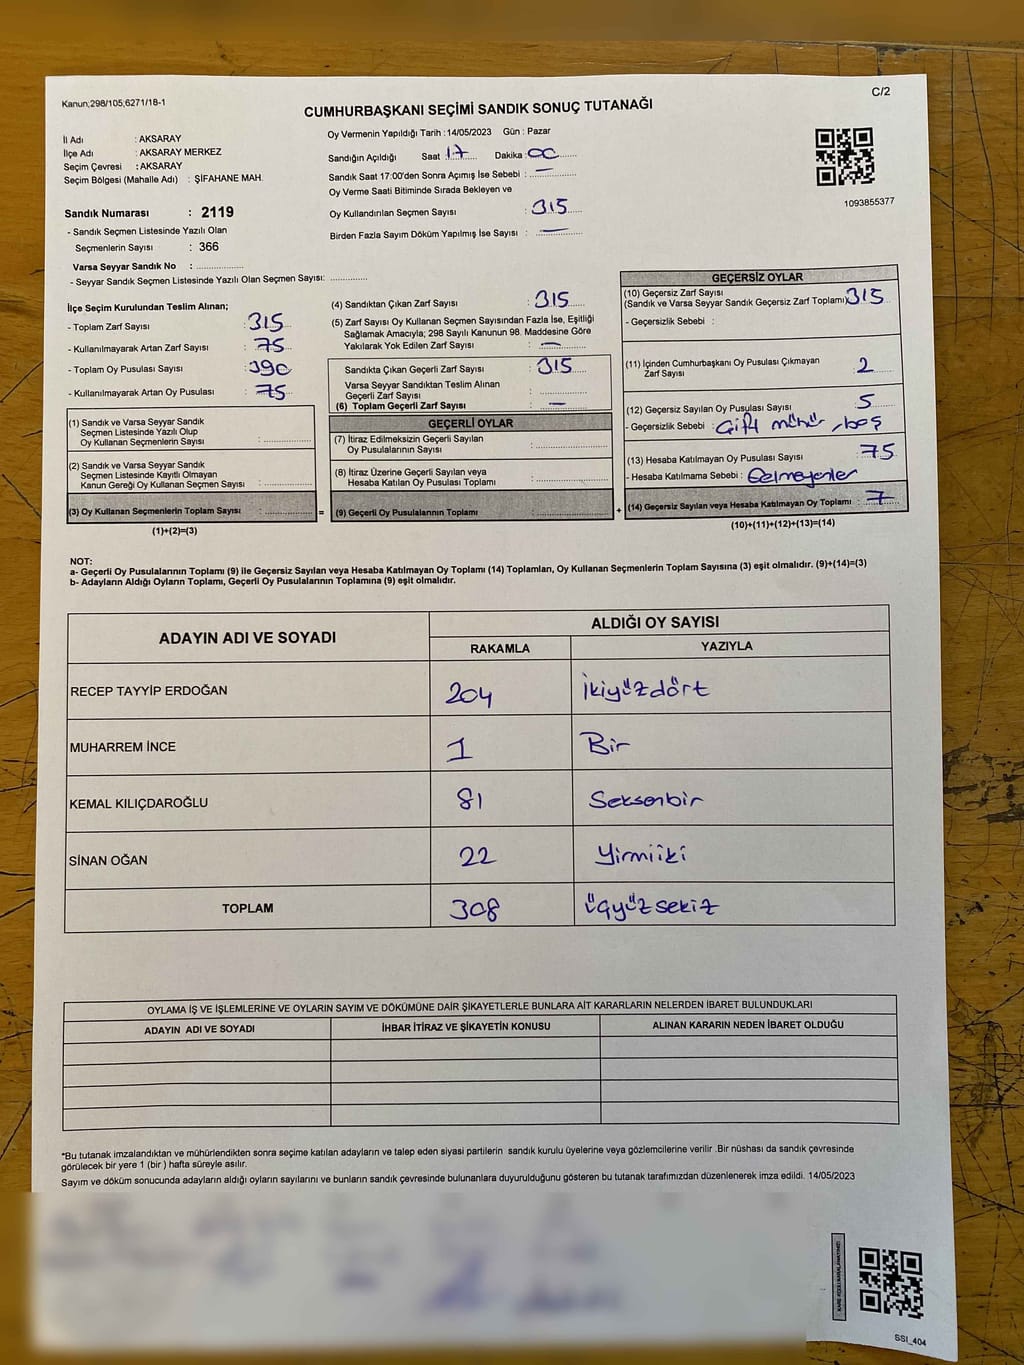 Kanun;298/105;6271/18-1
C/2
CUMHURBAŞKANI SEÇİMİ SANDIK SONUÇ TUTANAĞI
İl Adı : AKSARAY
İlçe Adı : AKSARAY MERKEZ
Seçim Çevresi : AKSARAY
Seçim Bölgesi (Mahalle Adı) : ŞİFAHANE MAH.
Sandık Numarası : 2119
- Sandık Seçmen Listesinde Yazılı Olan
Seçmenlerin Sayısı : 366
Varsa Seyyar Sandık No : ..............
- Seyyar Sandık Seçmen Listesinde Yazılı Olan Seçmen Sayısı: ..............
Oy Vermenin Yapıldığı Tarih : 14/05/2023 Gün : Pazar
Sandığın Açıldığı Saat : 17 Dakika : 00
Sandık Saat 17:00'den Sonra Açımış İse Sebebi : —
Oy Verme Saati Bitiminde Sırada Bekleyen ve
Oy Kullandırılan Seçmen Sayısı : 315
Birden Fazla Sayım Döküm Yapılmış İse Sayısı : —
1093855377
İlçe Seçim Kurulundan Teslim Alınan;
- Toplam Zarf Sayısı : 315
- Kullanılmayarak Artan Zarf Sayısı : 75
- Toplam Oy Pusulası Sayısı : 390
- Kullanılmayarak Artan Oy Pusulası : 75
(1) Sandık ve Varsa Seyyar Sandık
Seçmen Listesinde Yazılı Olup
Oy Kullanan Seçmenlerin Sayısı : ..............
(2) Sandık ve Varsa Seyyar Sandık
Seçmen Listesinde Kayıtlı Olmayan
Kanun Gereği Oy Kullanan Seçmen Sayısı : ..............
(3) Oy Kullanan Seçmenlerin Toplam Sayısı : ..............
(1)+(2)=(3)
=
(4) Sandıktan Çıkan Zarf Sayısı : 315
(5) Zarf Sayısı Oy Kullanan Seçmen Sayısından Fazla İse, Eşitliği
Sağlamak Amacıyla; 298 Sayılı Kanunun 98. Maddesine Göre
Yakılarak Yok Edilen Zarf Sayısı : —
Sandıkta Çıkan Geçerli Zarf Sayısı : 315
Varsa Seyyar Sandıktan Teslim Alınan
Geçerli Zarf Sayısı : ..............
(6) Toplam Geçerli Zarf Sayısı : —
GEÇERLİ OYLAR
(7) İtiraz Edilmeksizin Geçerli Sayılan
Oy Pusulalarının Sayısı : ..............
(8) İtiraz Üzerine Geçerli Sayılan veya
Hesaba Katılan Oy Pusulası Toplamı : ..............
(9) Geçerli Oy Pusulalarının Toplamı : ..............
+
GEÇERSİZ OYLAR
(10) Geçersiz Zarf Sayısı
(Sandık ve Varsa Seyyar Sandık Geçersiz Zarf Toplamı) 315
- Geçersizlik Sebebi :
(11) İçinden Cumhurbaşkanı Oy Pusulası Çıkmayan
Zarf Sayısı : 2
(12) Geçersiz Sayılan Oy Pusulası Sayısı : 5
- Geçersizlik Sebebi : Çift mühür, boş
(13) Hesaba Katılmayan Oy Pusulası Sayısı : 75
- Hesaba Katılmama Sebebi : Gelmeyenler
(14) Geçersiz Sayılan veya Hesaba Katılmayan Oy Toplamı : 7
(10)+(11)+(12)+(13)=(14)
NOT:
a- Geçerli Oy Pusulalarının Toplamı (9) ile Geçersiz Sayılan veya Hesaba Katılmayan Oy Toplamı (14) Toplamları, Oy Kullanan Seçmenlerin Toplam Sayısına (3) eşit olmalıdır. (9)+(14)=(3)
b- Adayların Aldığı Oyların Toplamı, Geçerli Oy Pusulalarının Toplamına (9) eşit olmalıdır.
ADAYIN ADI VE SOYADI ALDIĞI OY SAYISI
RAKAMLA YAZIYLA
RECEP TAYYİP ERDOĞAN 204 İkiyüzdört
MUHARREM İNCE 1 Bir
KEMAL KILIÇDAROĞLU 81 Seksenbir
SİNAN OĞAN 22 Yirmiiki
TOPLAM 308 üçyüzsekiz
OYLAMA İŞ VE İŞLEMLERİNE VE OYLARIN SAYIM VE DÖKÜMÜNE DAİR ŞİKAYETLERLE BUNLARA AİT KARARLARIN NELERDEN İBARET BULUNDUKLARI
ADAYIN ADI VE SOYADI İHBAR İTİRAZ VE ŞİKAYETİN KONUSU ALINAN KARARIN NEDEN İBARET OLDUĞU
*Bu tutanak imzalandıktan ve mühürlendikten sonra seçime katılan adayların ve talep eden siyasi partilerin sandık kurulu üyelerine veya gözlemcilerine verilir .Bir nüshası da sandık çevresinde
görülecek bir yere 1 (bir ) hafta süreyle asılır.
Sayım ve döküm sonucunda adayların aldığı oyların sayılarını ve bunların sandık çevresinde bulunanlara duyurulduğunu gösteren bu tutanak tarafımızdan düzenlenerek imza edildi. 14/05/2023
SSI_404